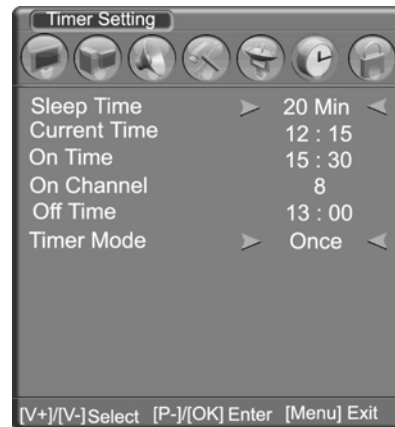 Timer Setting
Sleep Time 20 Min
Current Time 12 : 15
On Time 15 : 30
On Channel 8
Off Time 13 : 00
Timer Mode Once
[V+]/[V-]Select [P-]/[OK] Enter [Menu] Exit